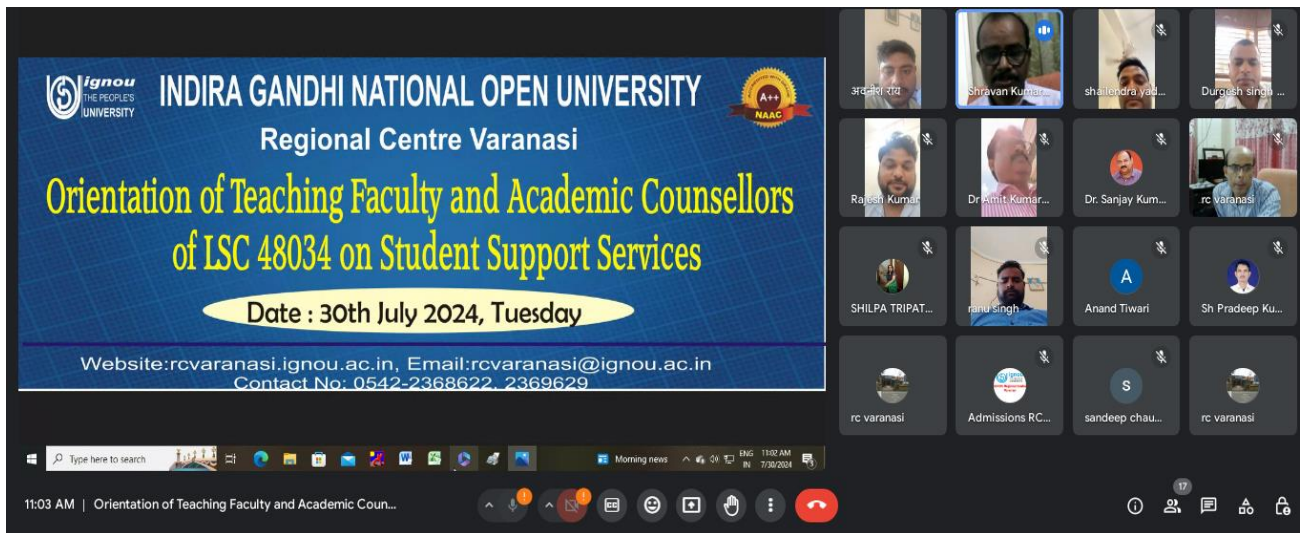 ignou
THE PEOPLE'S
UNIVERSITY
INDIRA GANDHI NATIONAL OPEN UNIVERSITY
A++
NAAC
Regional Centre Varanasi
Orientation of Teaching Faculty and Academic Counsellors
of LSC 48034 on Student Support Services
Date : 30th July 2024, Tuesday
Website:rcvaranasi.ignou.ac.in, Email:rcvaranasi@ignou.ac.in
Contact No: 0542-2368622, 2369629
Type here to search
Morning news
ENG
IN
11:02 AM
7/30/2024
अवनीश राय
Shravan Kumar...
shailendra yad...
Durgesh singh ...
Rajesh Kumar
Dr Amit Kumar...
Dr. Sanjay Kum...
rc varanasi
SHILPA TRIPAT...
ranu singh
A
Anand Tiwari
Sh Pradeep Ku...
rc varanasi
Admissions RC...
s
sandeep chau...
rc varanasi
11:03 AM | Orientation of Teaching Faculty and Academic Coun...
CC
17